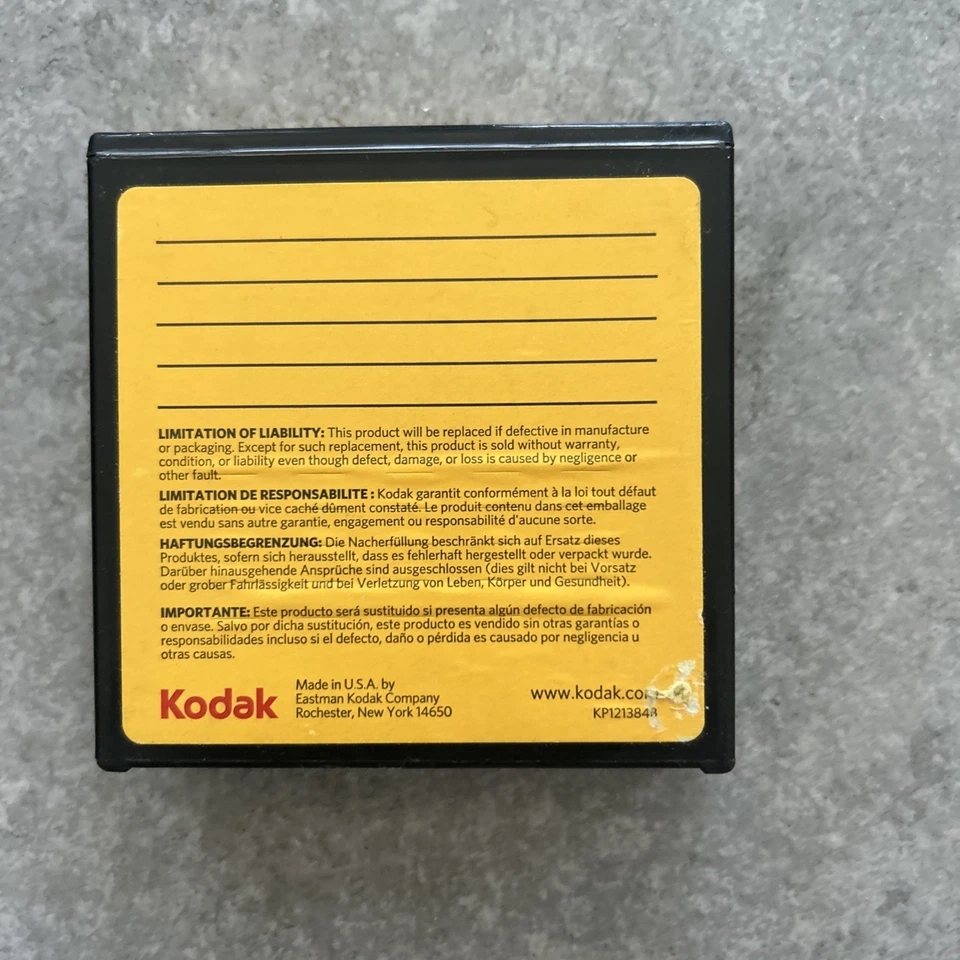 LIMITATION OF LIABILITY: This product will be replaced if defective in manufacture
or packaging. Except for such replacement, this product is sold without warranty,
condition, or liability even though defect, damage, or loss is caused by negligence or
other fault.
LIMITATION DE RESPONSABILITE : Kodak garantit conformément à la loi tout défaut
de fabrication ou vice caché dûment constaté. Le produit contenu dans cet emballage
est vendu sans autre garantie, engagement ou responsabilité d'aucune sorte.
HAFTUNGSBEGRENZUNG: Die Nacherfüllung beschränkt sich auf Ersatz dieses
Produktes, sofern sich herausstellt, dass es fehlerhaft hergestellt oder verpackt wurde.
Darüber hinausgehende Ansprüche sind ausgeschlossen (dies gilt nicht bei Vorsatz
oder grober Fahrlässigkeit und bei Verletzung von Leben, Körper und Gesundheit).
IMPORTANTE: Este producto será sustituido si presenta algún defecto de fabricación
o envase. Salvo por dicha sustitución, este producto es vendido sin otras garantías o
responsabilidades incluso si el defecto, daño o pérdida es causado por negligencia u
otras causas.
Kodak
Made in U.S.A. by
Eastman Kodak Company
Rochester, New York 14650
www.kodak.com